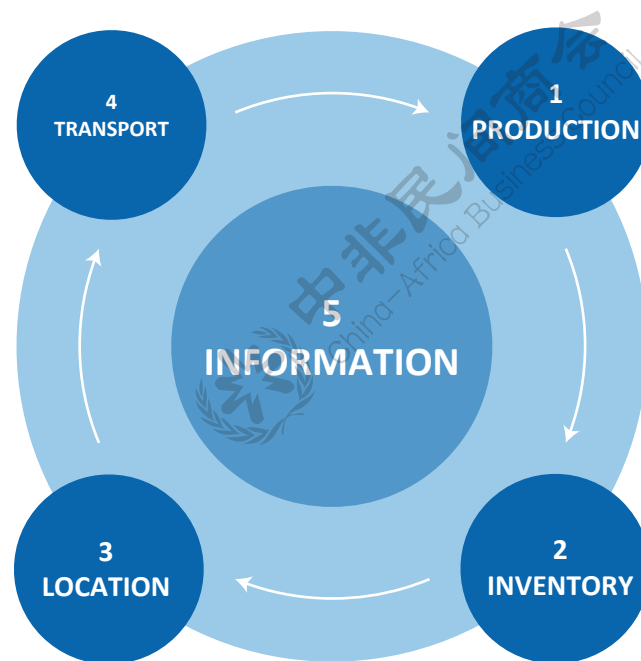 4
TRANSPORT
1
PRODUCTION
5
INFORMATION
3
LOCATION
2
INVENTORY
中非民间商会
China-Africa Business Council